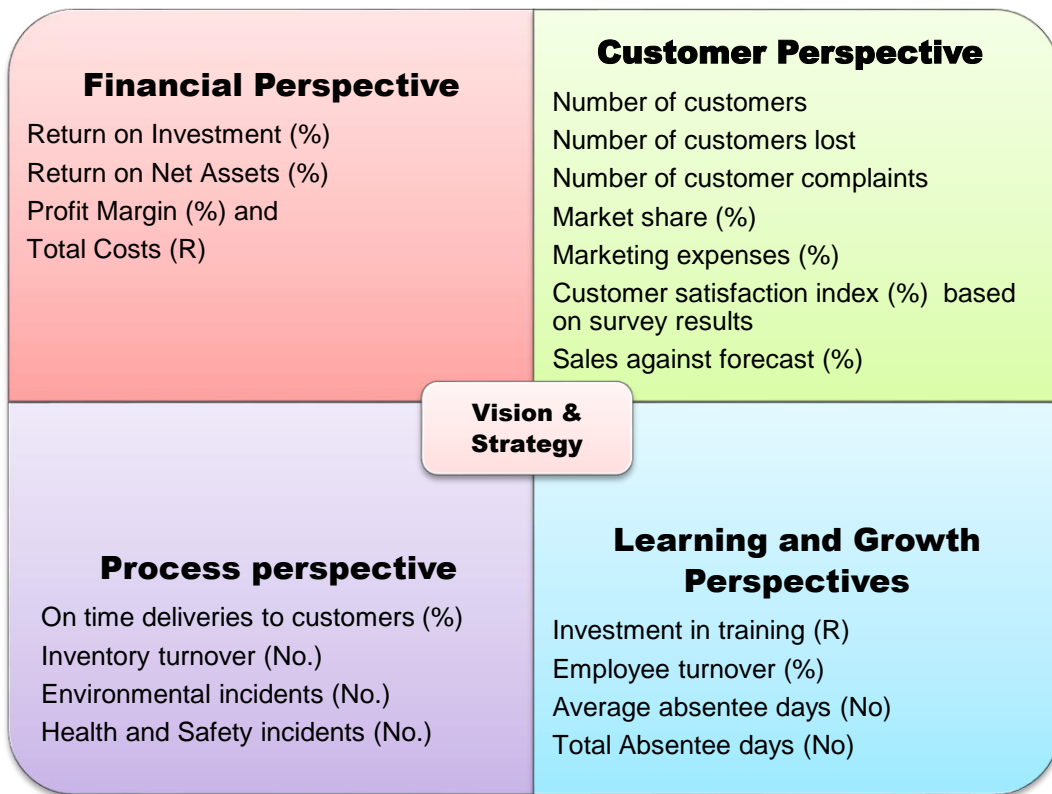 Financial Perspective
Return on Investment (%)
Return on Net Assets (%)
Profit Margin (%) and
Total Costs (R)
Customer Perspective
Number of customers
Number of customers lost
Number of customer complaints
Market share (%)
Marketing expenses (%)
Customer satisfaction index (%) based
on survey results
Sales against forecast (%)
Vision &
Strategy
Process perspective
On time deliveries to customers (%)
Inventory turnover (No.)
Environmental incidents (No.)
Health and Safety incidents (No.)
Learning and Growth
Perspectives
Investment in training (R)
Employee turnover (%)
Average absentee days (No)
Total Absentee days (No)